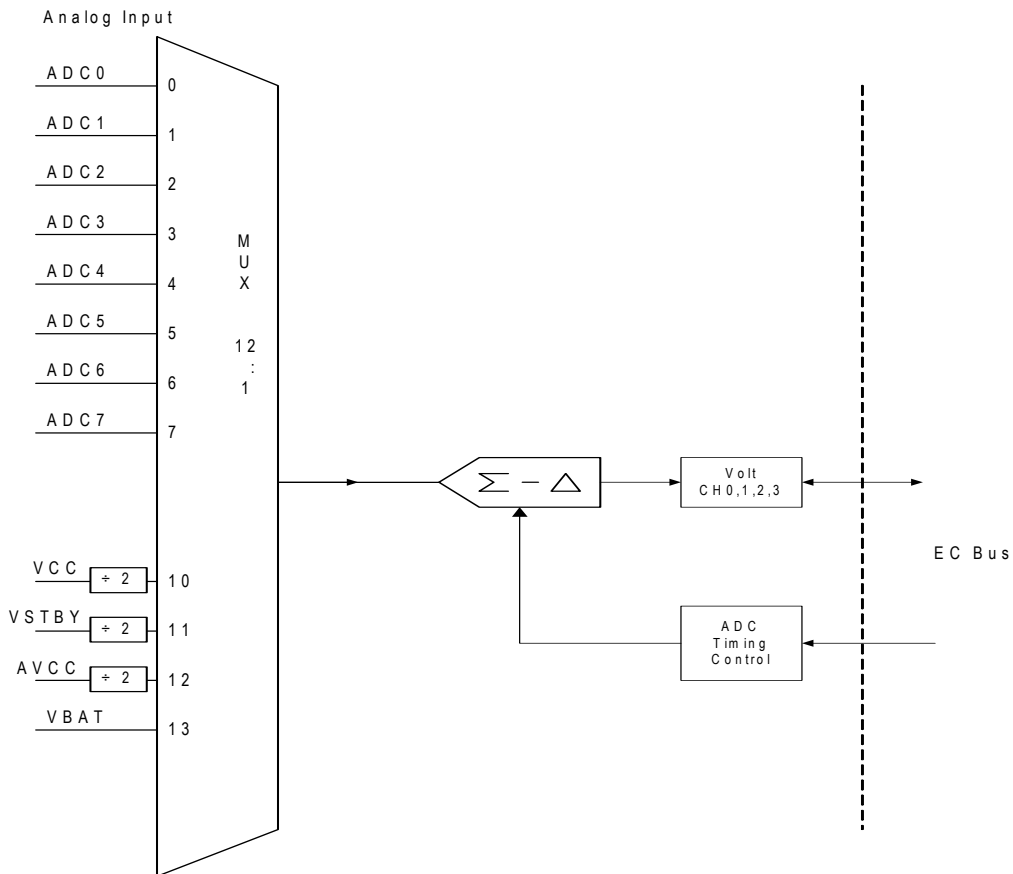 Analog Input
ADC0
0
ADC1
1
ADC2
2
ADC3
3
ADC4
4
ADC5
5
ADC6
6
ADC7
7
M
U
X
12
:
1
Σ − Δ
Volt
CH0,1,2,3
EC Bus
VCC
÷ 2
10
VSTBY
÷ 2
11
AVCC
÷ 2
12
VBAT
13
ADC
Timing
Control